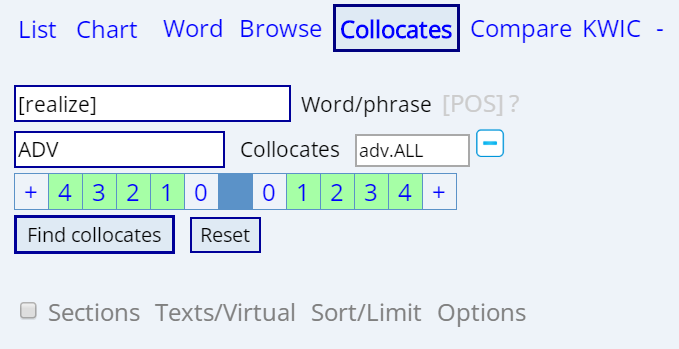 List Chart Word Browse Collocates Compare KWIC -
[realize] Word/phrase [POS] ?
ADV Collocates adv.ALL
+ 4 3 2 1 0 0 1 2 3 4 +
Find collocates Reset
Sections Texts/Virtual Sort/Limit Options